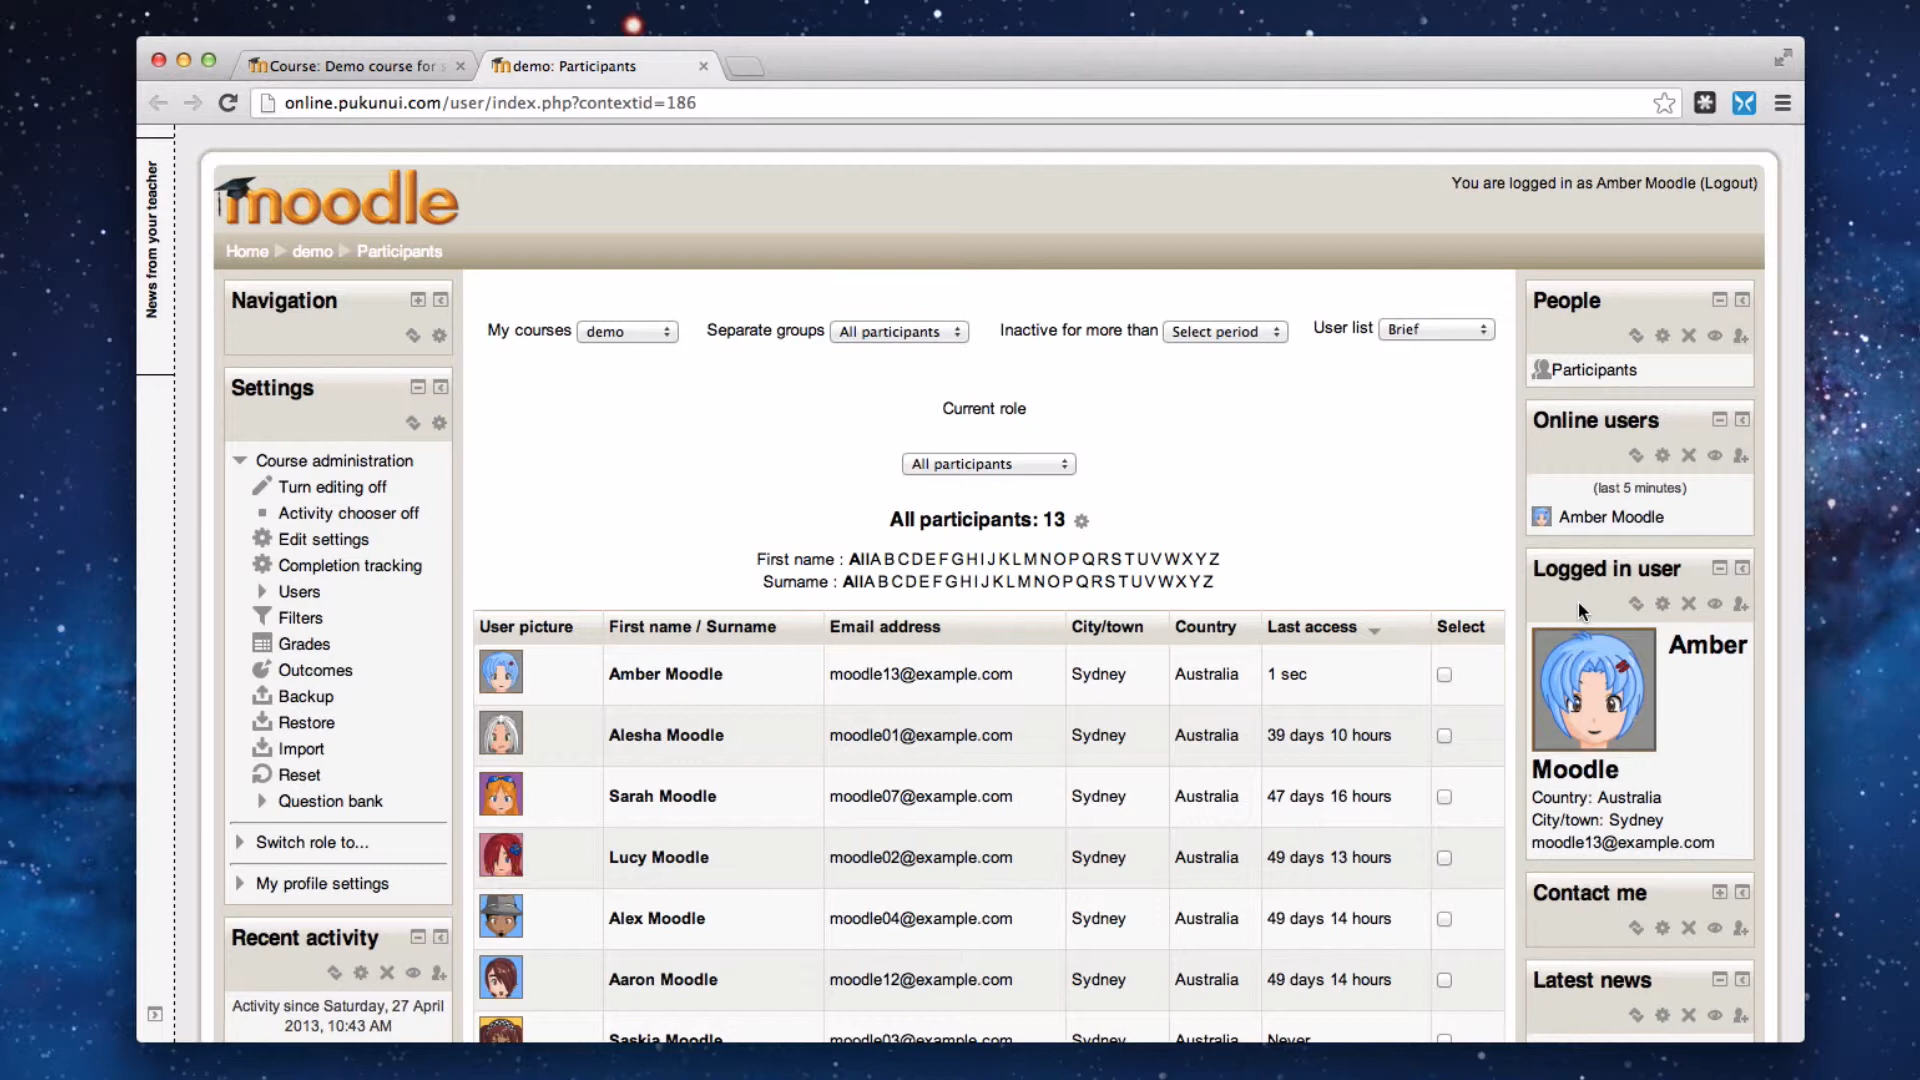 Course: Demo course for s
demo: Participants
online.pukunui.com/user/index.php?contextid=186
News from your teacher
moodle
You are logged in as Amber Moodle (Logout)
Home demo Participants
Navigation
Settings
Course administration
Turn editing off
Activity chooser off
Edit settings
Completion tracking
Users
Filters
Grades
Outcomes
Backup
Restore
Import
Reset
Question bank
Switch role to...
My profile settings
Recent activity
Activity since Saturday, 27 April
2013, 10:43 AM
My courses demo Separate groups All participants Inactive for more than Select period User list Brief
Current role
All participants
All participants: 13
First name : All A B C D E F G H I J K L M N O P Q R S T U V W X Y Z
Surname : All A B C D E F G H I J K L M N O P Q R S T U V W X Y Z
User picture First name / Surname Email address City/town Country Last access Select
Amber Moodle moodle13@example.com Sydney Australia 1 sec
Alesha Moodle moodle01@example.com Sydney Australia 39 days 10 hours
Sarah Moodle moodle07@example.com Sydney Australia 47 days 16 hours
Lucy Moodle moodle02@example.com Sydney Australia 49 days 13 hours
Alex Moodle moodle04@example.com Sydney Australia 49 days 14 hours
Aaron Moodle moodle12@example.com Sydney Australia 49 days 14 hours
Saskia Moodle moodle03@example.com Sydney Australia Never
People
Participants
Online users
(last 5 minutes)
Amber Moodle
Logged in user
Amber
Moodle
Country: Australia
City/town: Sydney
moodle13@example.com
Contact me
Latest news